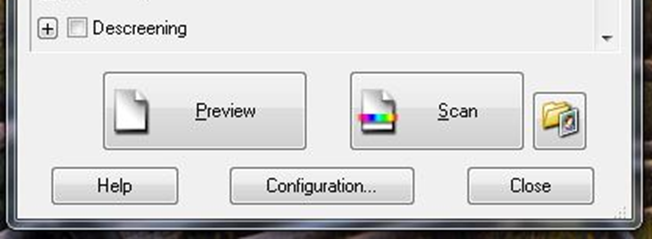 Descreening
Preview
Scan
Help
Configuration...
Close